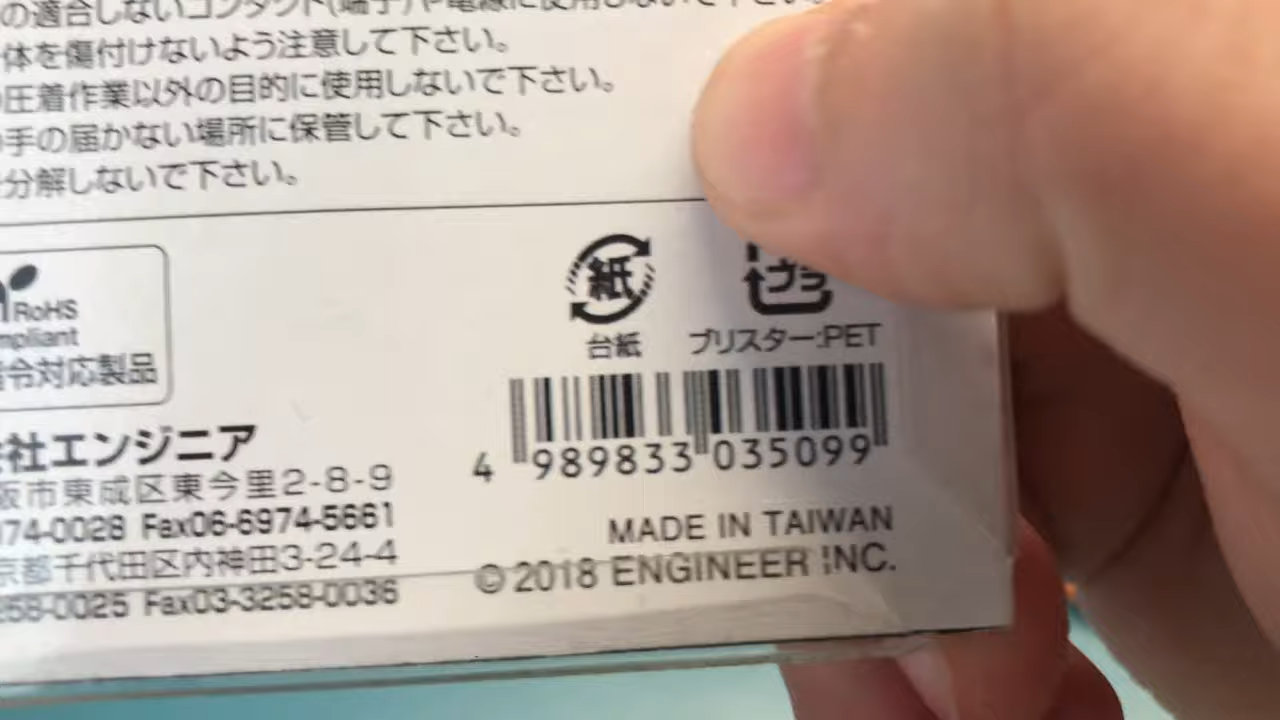 の適合しないコンタクト(端子)や電線に使用しないで下さい。
体を傷付けないよう注意して下さい。
圧着作業以外の目的に使用しないで下さい。
手の届かない場所に保管して下さい。
分解しないで下さい。
RoHS
mpliant
令対応製品
紙
プラ
台紙
ブリスター:PET
社エンジニア
阪市東成区東今里2-8-9
974-0028 Fax06-6974-5661
京都千代田区内神田3-24-4
258-0025 Fax03-3258-0036
4 989833 035099
MADE IN TAIWAN
© 2018 ENGINEER INC.